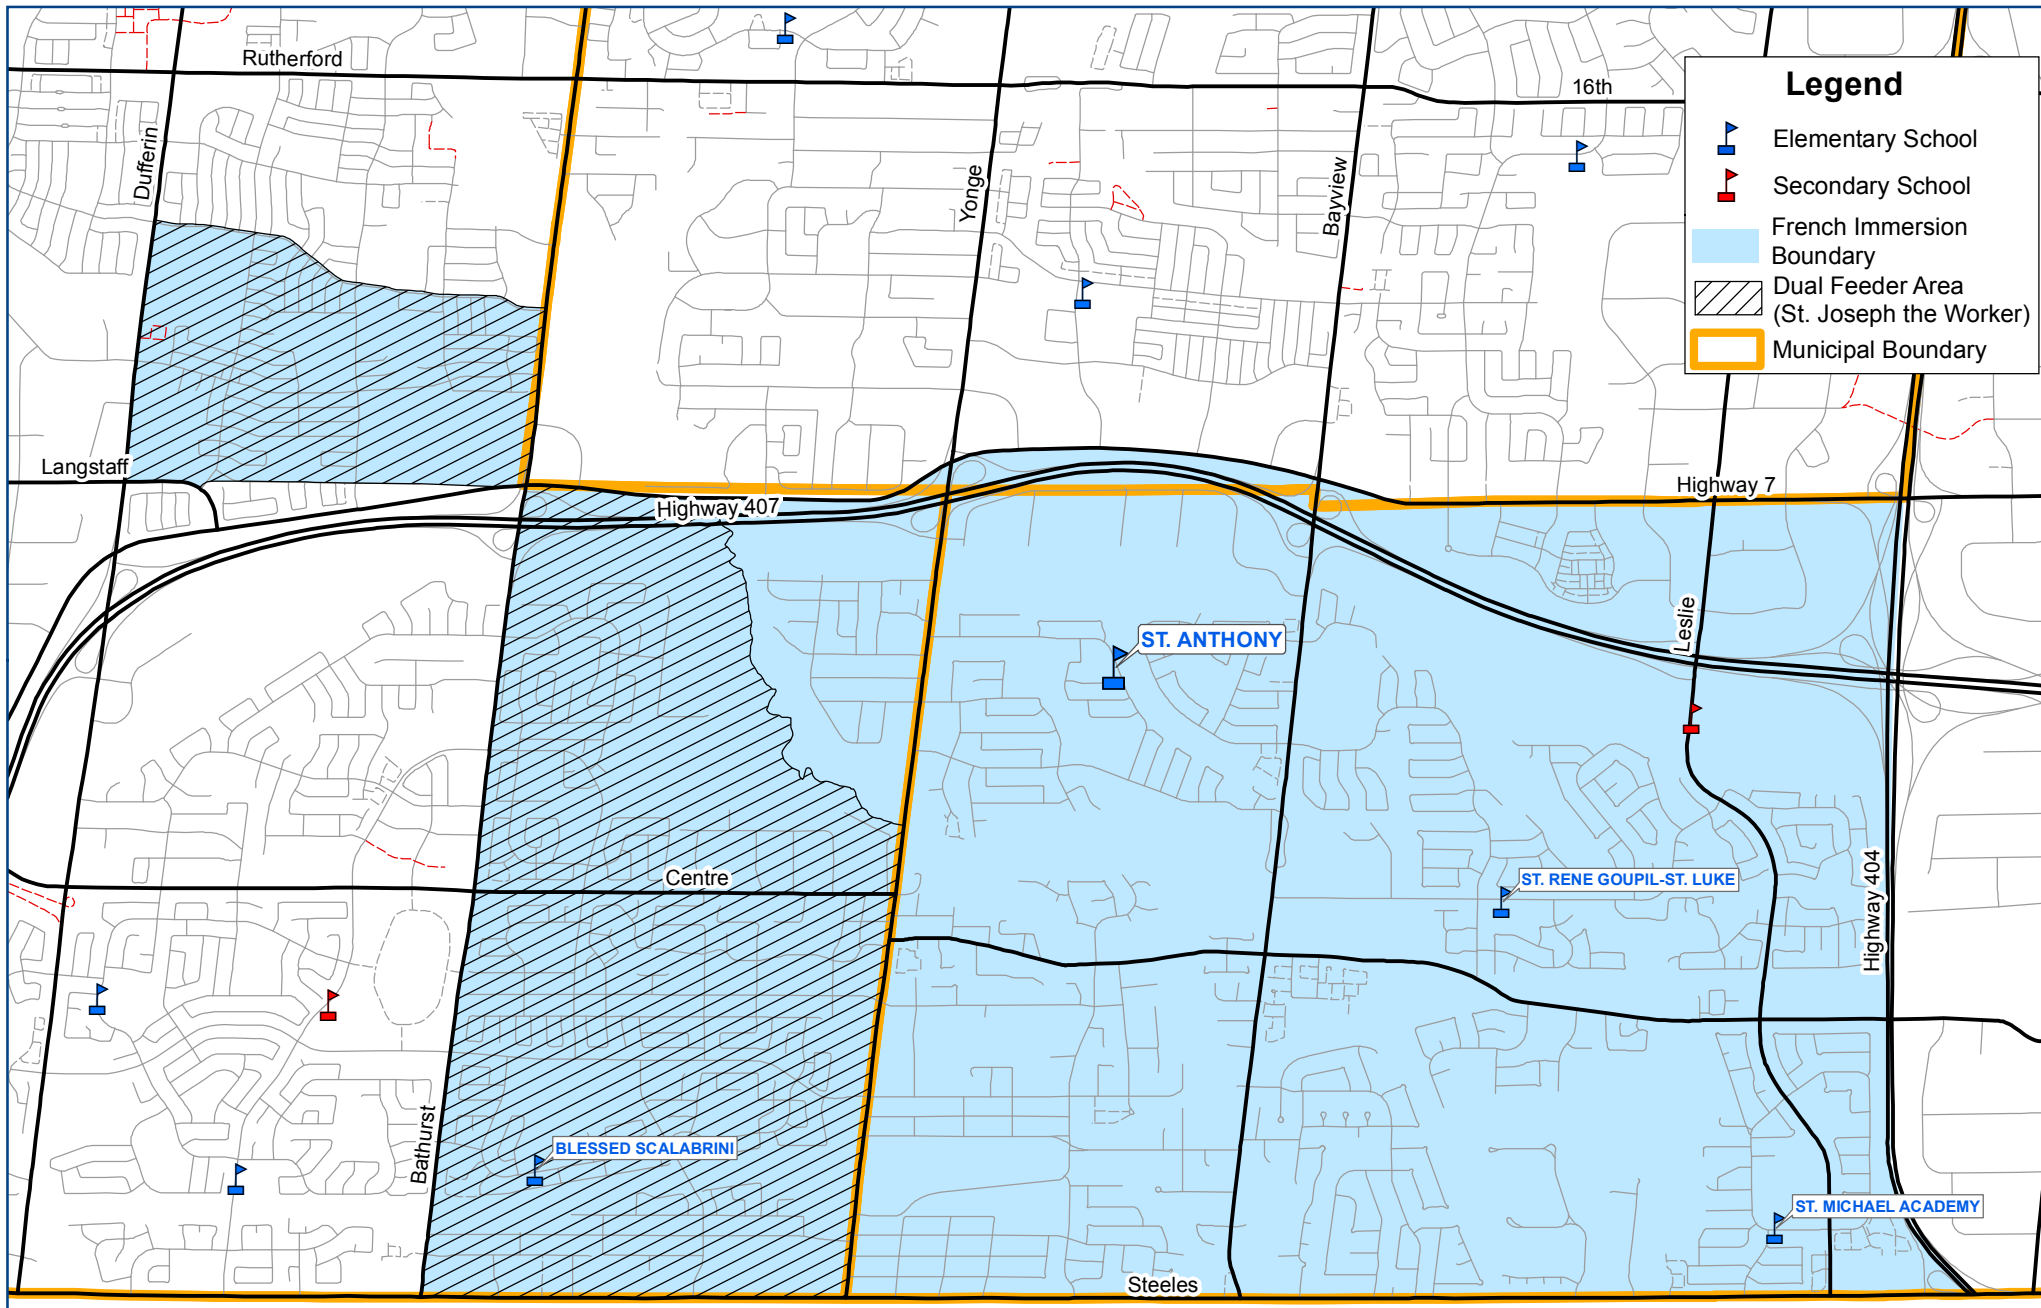 Rutherford
16th
Legend
Elementary School
Secondary School
French Immersion
Boundary
Dual Feeder Area
(St. Joseph the Worker)
Municipal Boundary
Dufferin
Yonge
Bayview
Langstaff
Highway 7
Highway 407
Leslie
ST. ANTHONY
Centre
ST. RENE GOUPIL-ST. LUKE
Highway 404
Bathurst
BLESSED SCALABRINI
ST. MICHAEL ACADEMY
Steeles